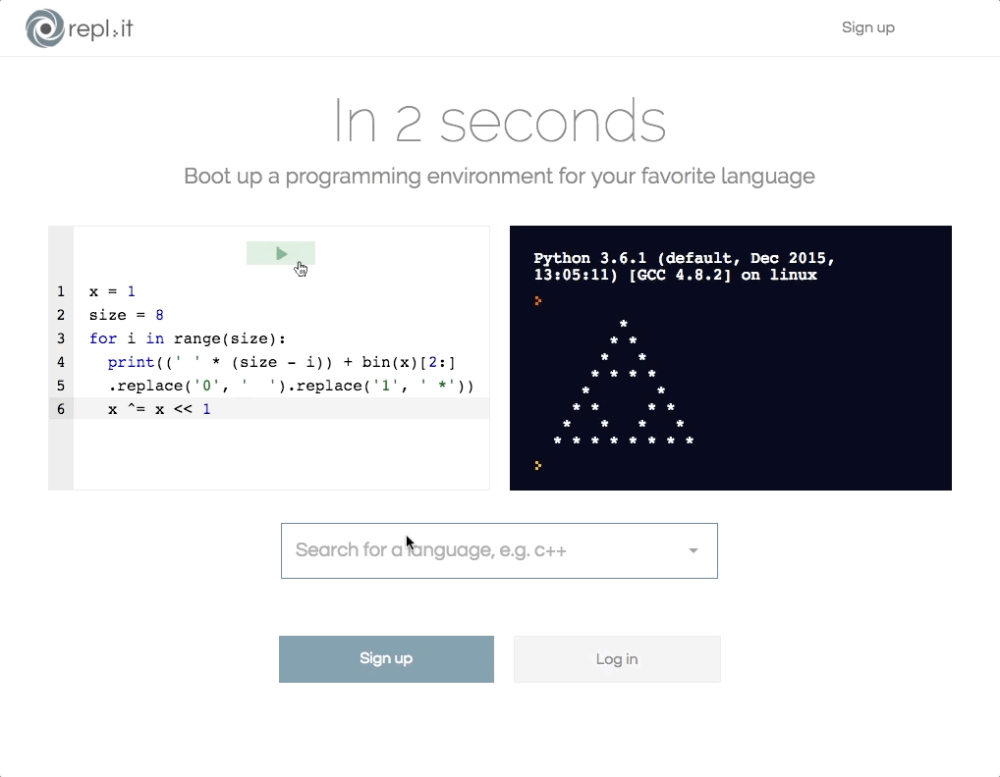 repl.it
Sign up
In 2 seconds
Boot up a programming environment for your favorite language
1 x = 1
2 size = 8
3 for i in range(size):
4   print((' ' * (size - i)) + bin(x)[2:]
5   .replace('0', '  ').replace('1', ' *'))
6   x ^= x << 1
Python 3.6.1 (default, Dec 2015,
13:05:11) [GCC 4.8.2] on linux
>
         *
        * *
       *   *
      * * * *
     *       *
    * *     * *
   *   *   *   *
  * * * * * * * *
>
Search for a language, e.g. c++
Sign up
Log in